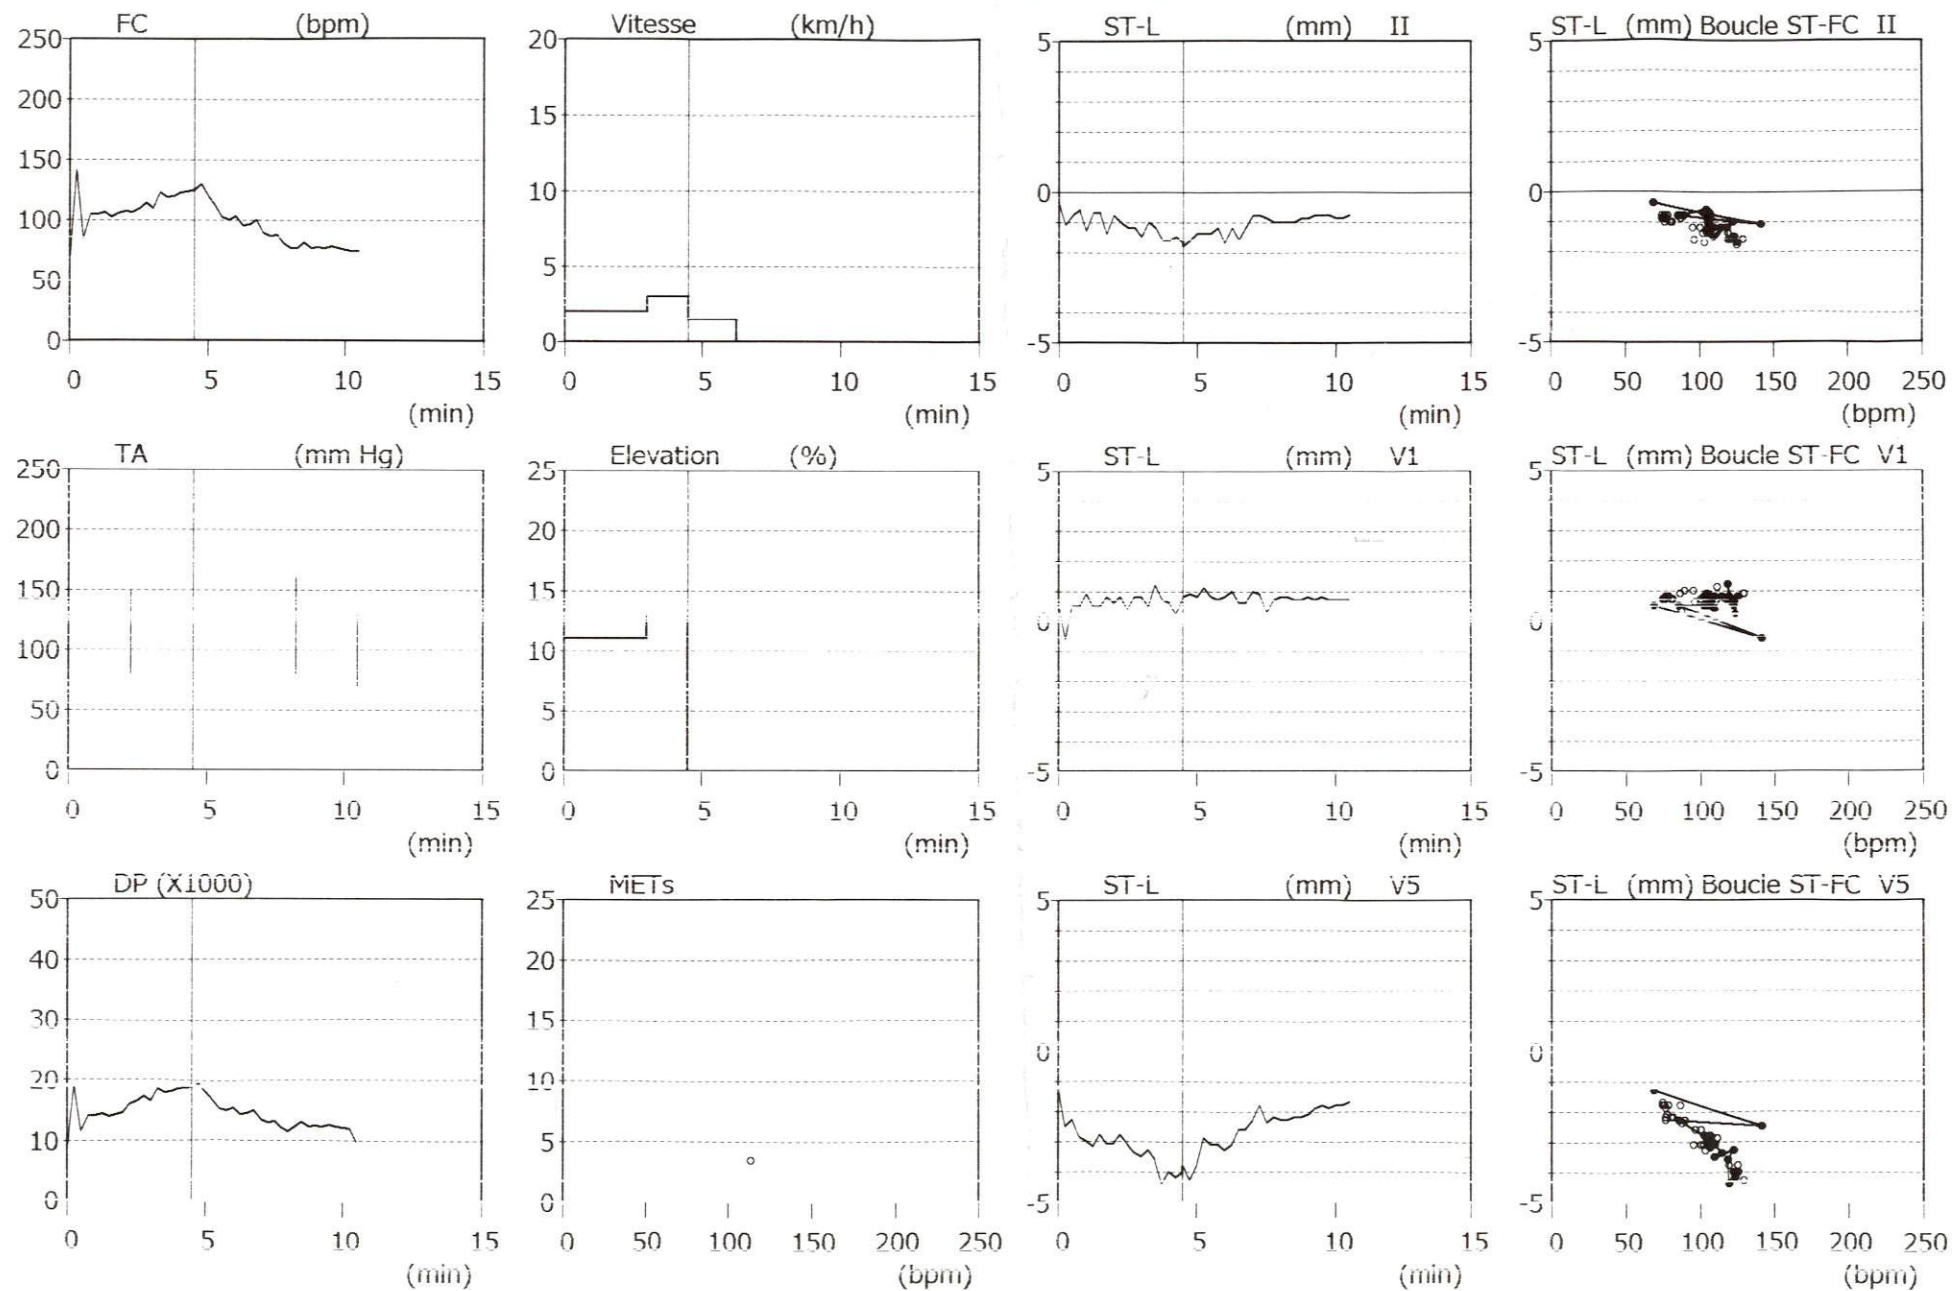 FC (bpm)
250
200
150
100
50
0
0 5 10 15
(min)
Vitesse (km/h)
20
15
10
5
0
0 5 10 15
(min)
ST-L (mm) II
5
0
-5
0 5 10 15
(min)
ST-L (mm) Boucle ST-FC II
5
0
-5
0 50 100 150 200 250
(bpm)
TA (mm Hg)
250
200
150
100
50
0
0 5 10 15
(min)
Elevation (%)
25
20
15
10
5
0
0 5 10 15
(min)
ST-L (mm) V1
5
0
-5
0 5 10 15
(min)
ST-L (mm) Boucle ST-FC V1
5
0
-5
0 50 100 150 200 250
(bpm)
DP (X1000)
50
40
30
20
10
0
0 5 10 15
(min)
METs
25
20
15
10
5
0
0 50 100 150 200 250
(bpm)
ST-L (mm) V5
5
0
-5
0 5 10 15
(min)
ST-L (mm) Boucle ST-FC V5
5
0
-5
0 50 100 150 200 250
(bpm)